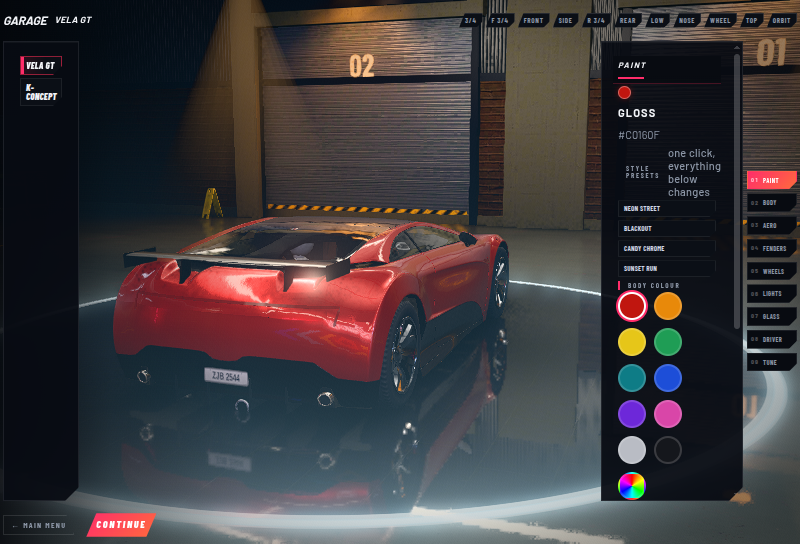 GARAGE VELA GT
3/4 F 3/4 FRONT SIDE R 3/4 REAR LOW NOSE WHEEL TOP ORBIT
VELA GT
K-
CONCEPT
02
01
PAINT
GLOSS
#C0160F
STYLE
PRESETS
one click,
everything
below
changes
NEON STREET
BLACKOUT
CANDY CHROME
SUNSET RUN
BODY COLOUR
01 PAINT
02 BODY
03 AERO
04 FENDERS
05 WHEELS
06 LIGHTS
07 GLASS
08 DRIVER
TUNE
ZJB 2544
← MAIN MENU
CONTINUE